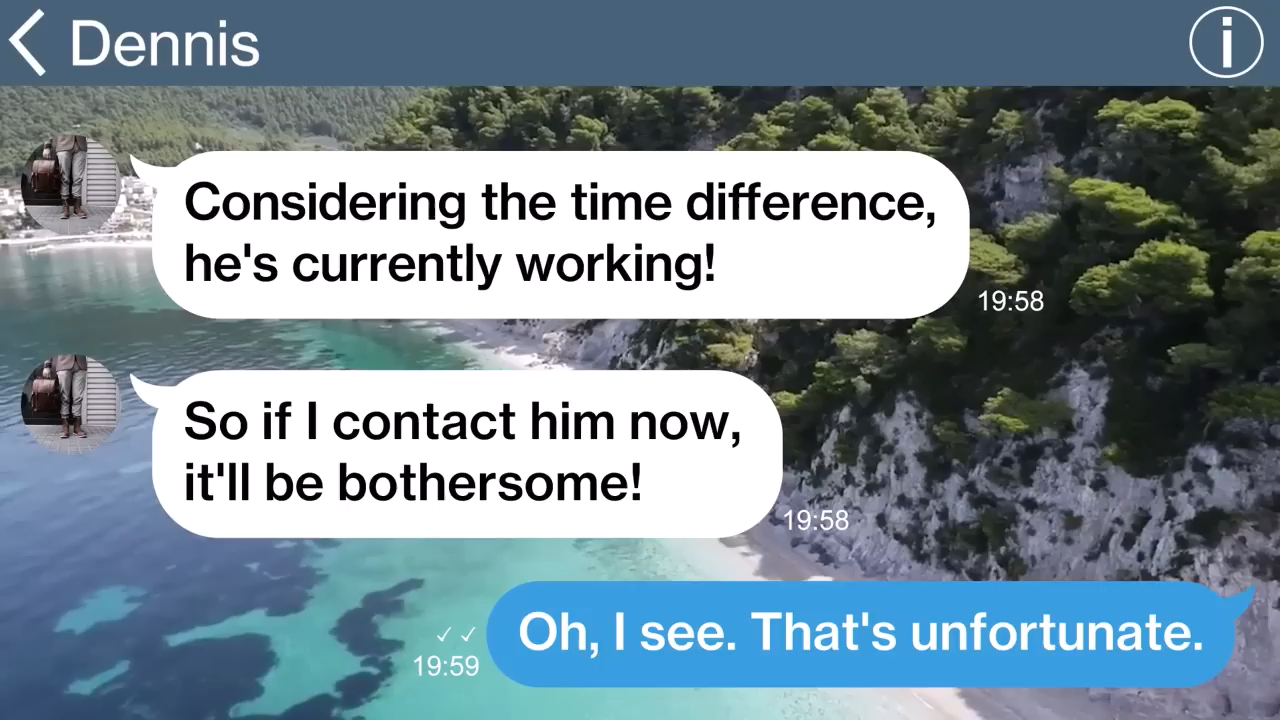 Dennis
i
Considering the time difference,
he's currently working!
19:58
So if I contact him now,
it'll be bothersome!
19:58
Oh, I see. That's unfortunate.
19:59